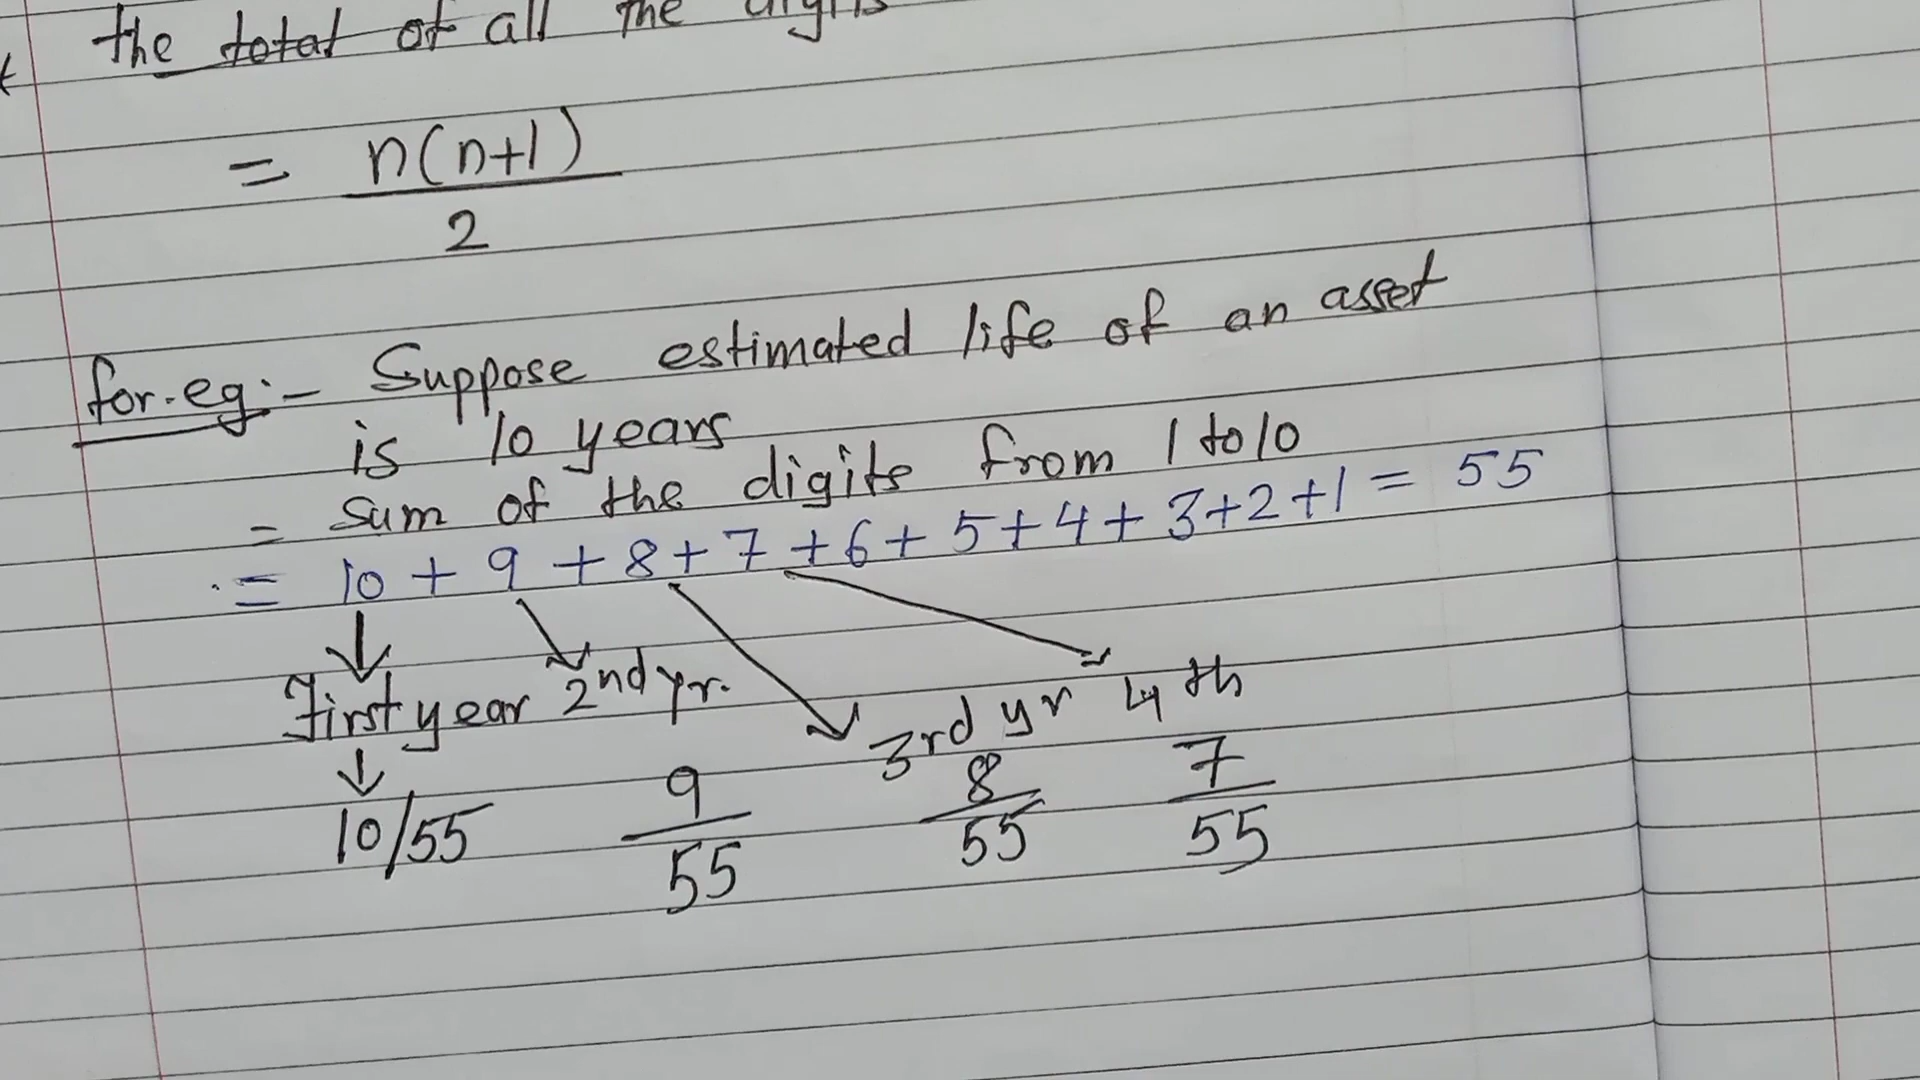 the total of all the digits
= n(n+1)
2
for.eg:- Suppose estimated life of an asset
is 10 years
= Sum of the digits from 1 to 10
= 10 + 9 + 8 + 7 + 6 + 5 + 4 + 3 + 2 + 1 = 55
First year 2nd yr. 3rd yr 4th
10/55 9/55 8/55 7/55